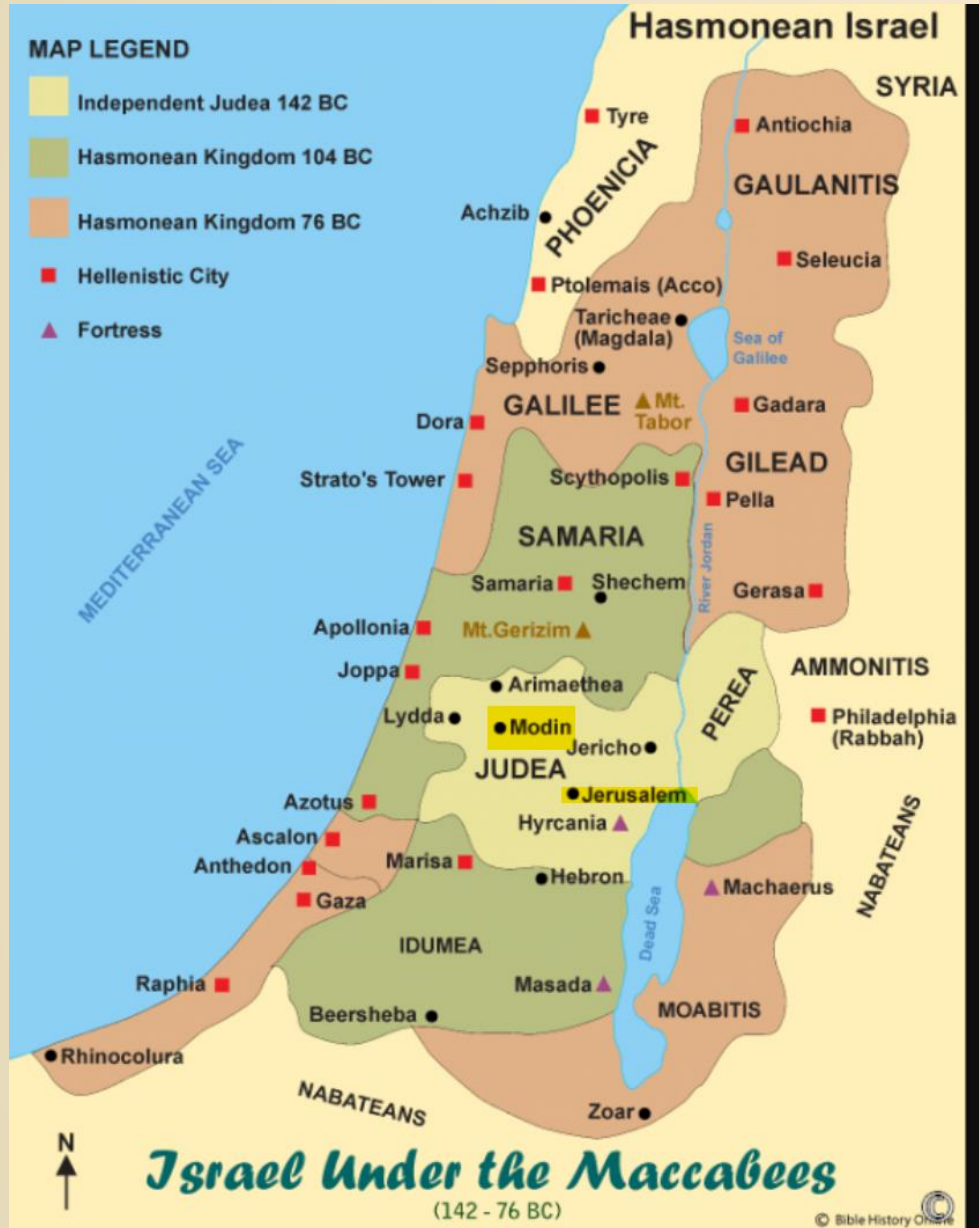 Hasmonean Israel
MAP LEGEND
Independent Judea 142 BC
Hasmonean Kingdom 104 BC
Hasmonean Kingdom 76 BC
Hellenistic City
Fortress
SYRIA
Tyre
Antiochia
PHOENICIA
GAULANITIS
Achzib
Seleucia
Ptolemais (Acco)
Taricheae
(Magdala)
Sea of
Galilee
Sepphoris
GALILEE
Mt.
Tabor
Gadara
Dora
GILEAD
Strato's Tower
Scythopolis
Pella
MEDITERRANEAN SEA
SAMARIA
River Jordan
Samaria
Shechem
Gerasa
Apollonia
Mt.Gerizim
Joppa
AMMONITIS
Arimaethea
PEREA
Lydda
Modin
Philadelphia
(Rabbah)
Jericho
JUDEA
Jerusalem
Azotus
Hyrcania
Ascalon
Anthedon
Marisa
Hebron
Machaerus
NABATEANS
Gaza
Dead Sea
IDUMEA
Raphia
Masada
MOABITIS
Beersheba
Rhinocolura
NABATEANS
Zoar
N
Israel Under the Maccabees
(142 - 76 BC)
© Bible History